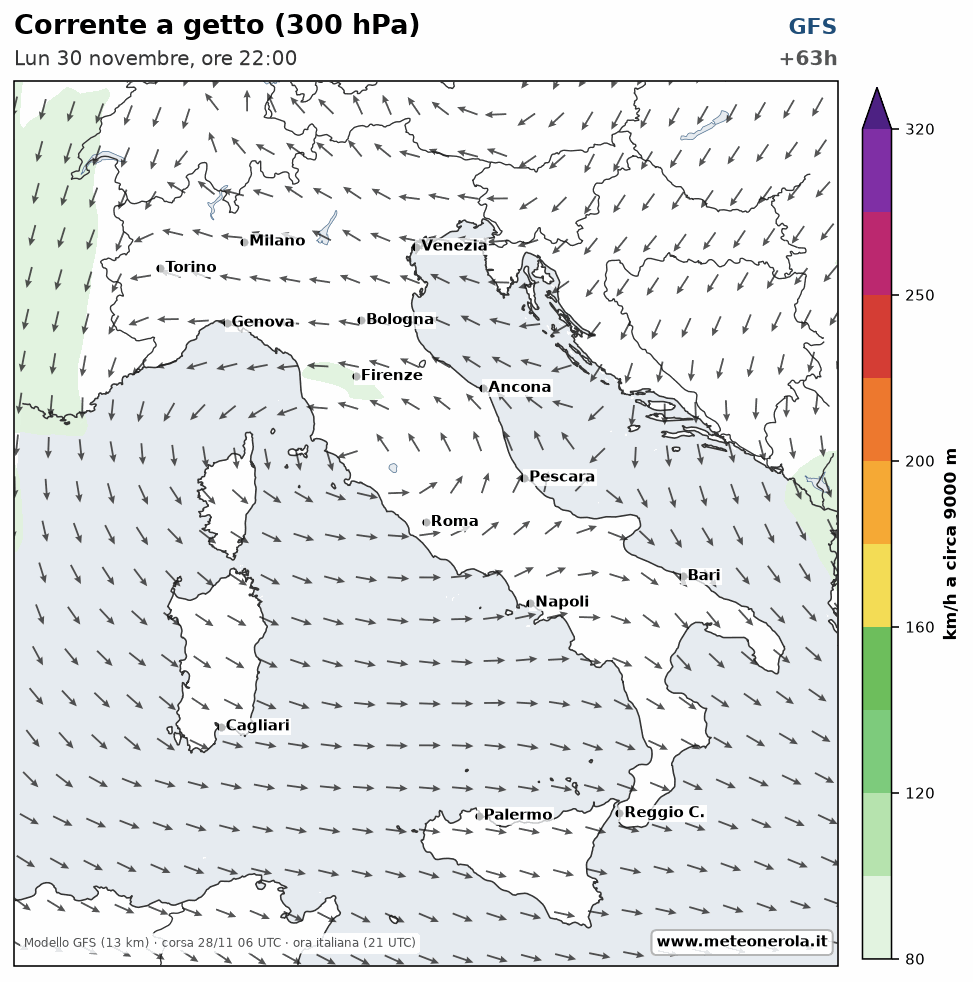 Corrente a getto (300 hPa)
GFS
Lun 30 novembre, ore 22:00
+63h
320
Milano
Venezia
Torino
250
Genova
Bologna
Firenze
Ancona
200
Pescara
Roma
Bari
Napoli
160
km/h a circa 9000 m
Cagliari
120
Palermo
Reggio C.
Modello GFS (13 km) · corsa 28/11 06 UTC · ora italiana (21 UTC)
www.meteonerola.it
80